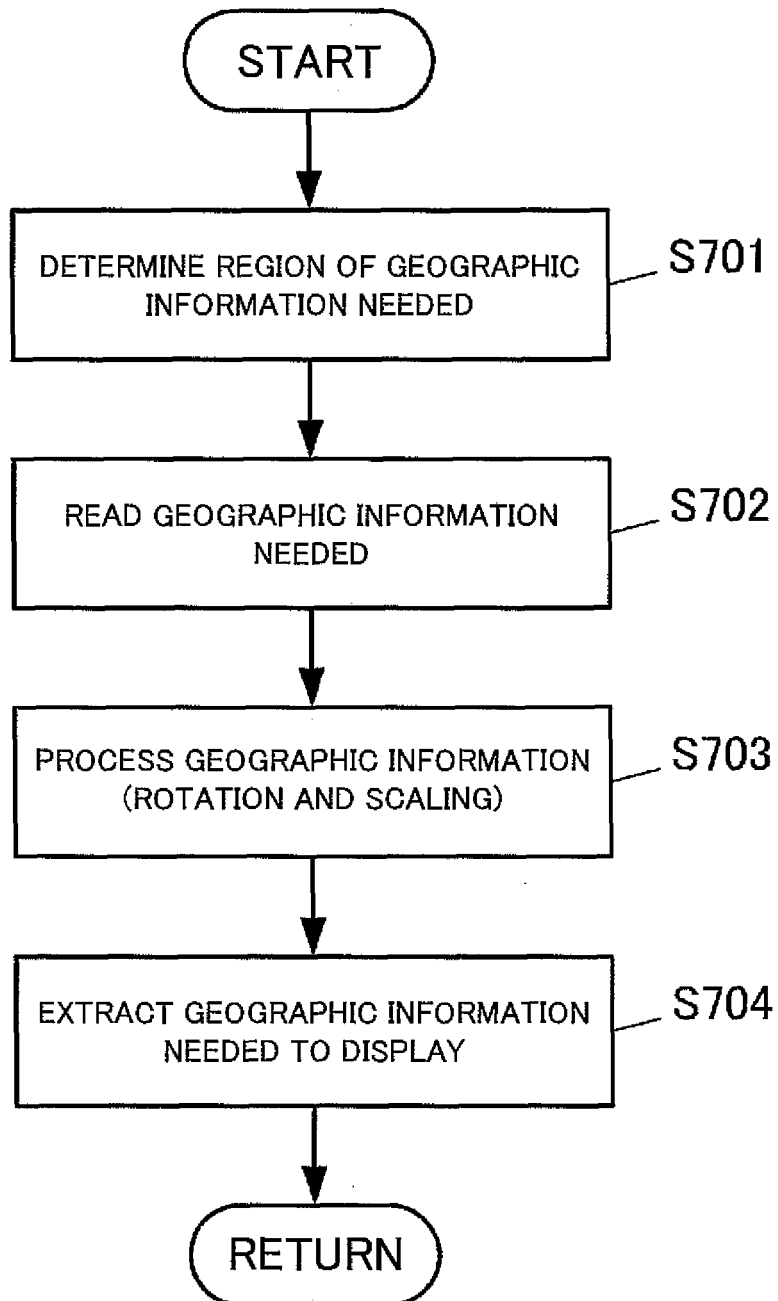 START
DETERMINE REGION OF GEOGRAPHIC
INFORMATION NEEDED
S701
READ GEOGRAPHIC INFORMATION
NEEDED
S702
PROCESS GEOGRAPHIC INFORMATION
(ROTATION AND SCALING)
S703
EXTRACT GEOGRAPHIC INFORMATION
NEEDED TO DISPLAY
S704
RETURN